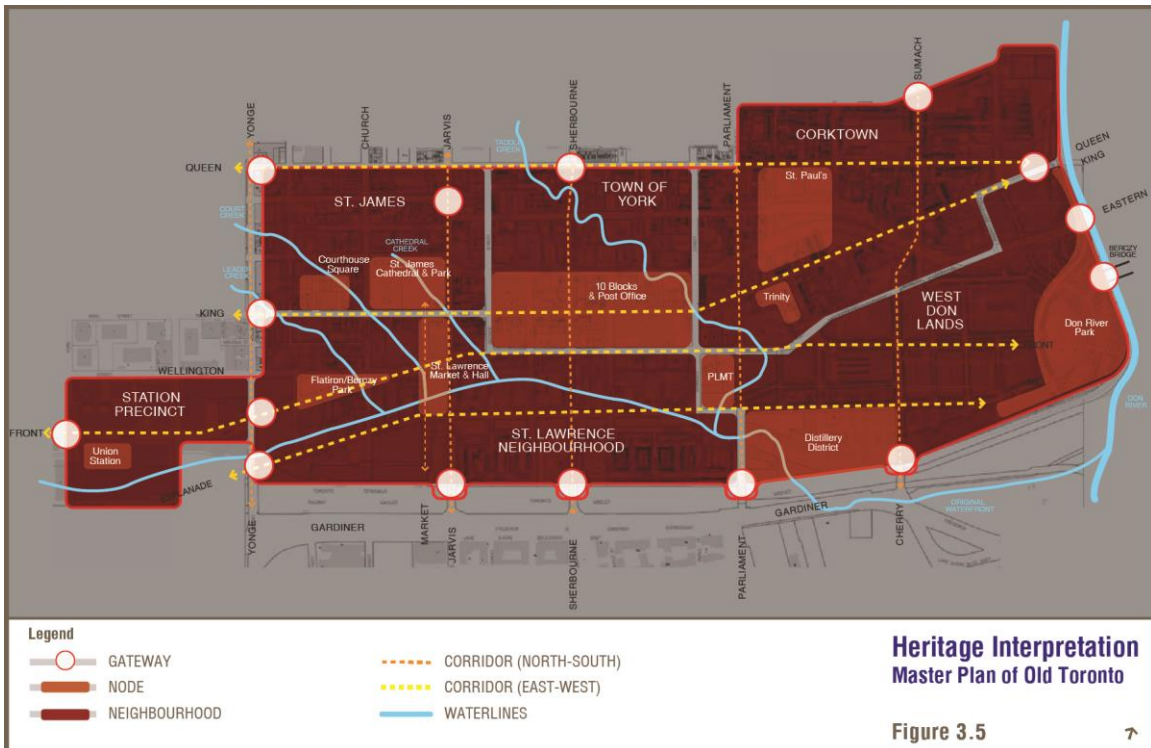 YONGE
CHURCH
JARVIS
TADDLE
CREEK
SHERBOURNE
PARLIAMENT
SUMACH
QUEEN
CORKTOWN
QUEEN
KING
St. Paul's
ST. JAMES
TOWN OF
YORK
EASTERN
COURT
CREEK
CATHEDRAL
CREEK
Courthouse
Square
St. James
Cathedral & Park
BERCZY
BRIDGE
10 Blocks
& Post Office
Trinity
WEST
DON
LANDS
KING
Don River
Park
FRONT
WELLINGTON
St. Lawrence
Market & Hall
PLMT
Flatiron/Berczy
Park
STATION
PRECINCT
FRONT
Union
Station
ST. LAWRENCE
NEIGHBOURHOOD
Distillery
District
DON
RIVER
ESPLANADE
GARDINER
ORIGINAL
WATERFRONT
YONGE
GARDINER
MARKET
JARVIS
SHERBOURNE
PARLIAMENT
CHERRY
Legend
GATEWAY
NODE
NEIGHBOURHOOD
CORRIDOR (NORTH-SOUTH)
CORRIDOR (EAST-WEST)
WATERLINES
Heritage Interpretation
Master Plan of Old Toronto
Figure 3.5